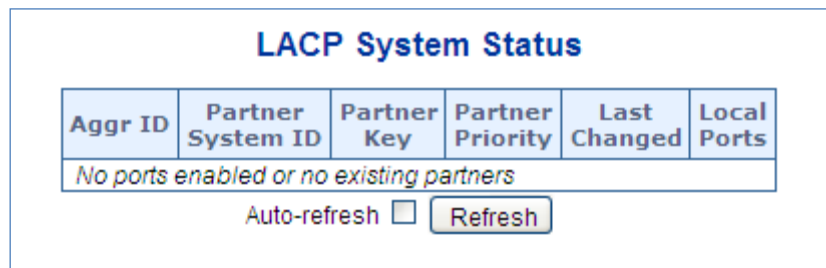 LACP System Status
Aggr ID Partner System ID Partner Key Partner Priority Last Changed Local Ports
No ports enabled or no existing partners
Auto-refresh Refresh